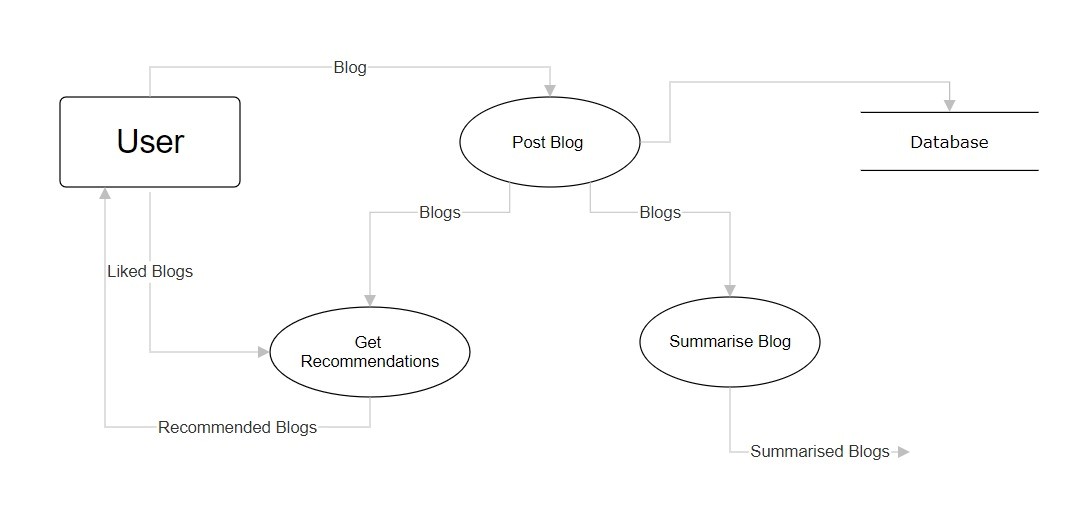 Blog
User
Post Blog
Database
Blogs
Blogs
Liked Blogs
Get
Recommendations
Summarise Blog
Recommended Blogs
Summarised Blogs